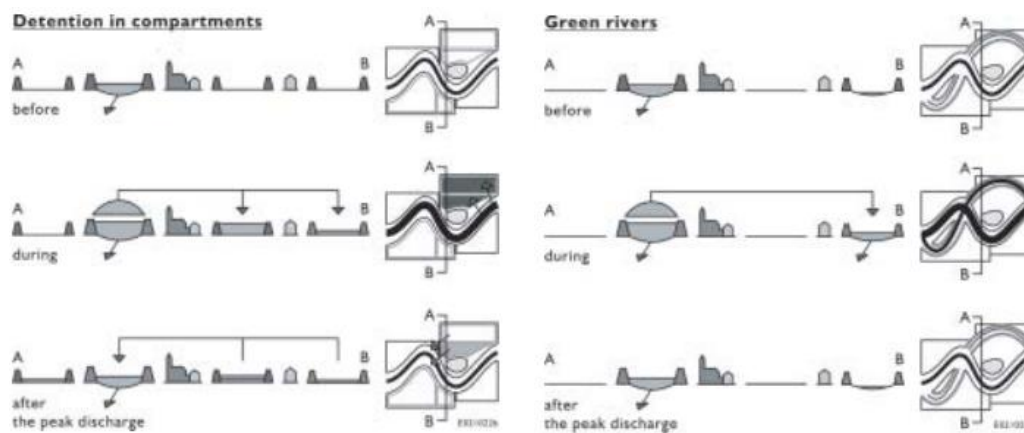 Detention in compartments
A
B
before
A
B
A
B
during
A
B
A
B
after
the peak discharge
A
B
Green rivers
A
B
before
A
B
A
B
during
A
B
A
B
after
the peak discharge
A
B